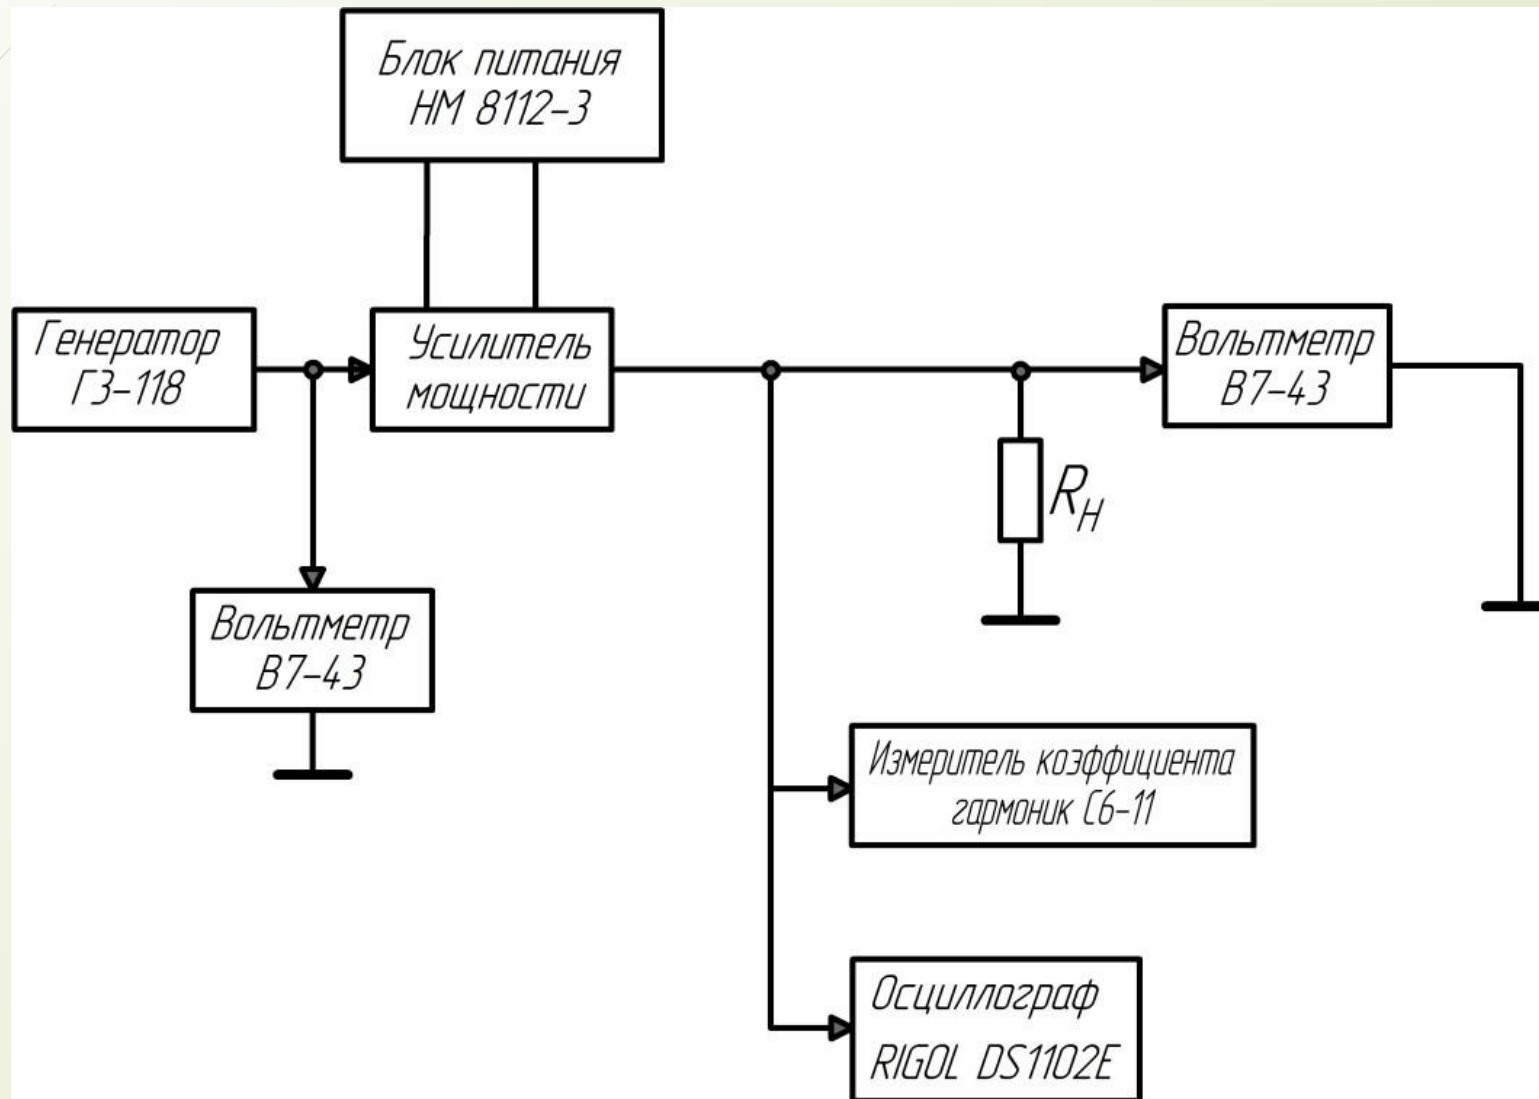 Блок питания
НМ 8112-3
Генератор
Г3-118
Усилитель
мощности
Вольтметр
В7-43
RН
Вольтметр
В7-43
Измеритель коэффициента
гармоник С6-11
Осциллограф
RIGOL DS1102E